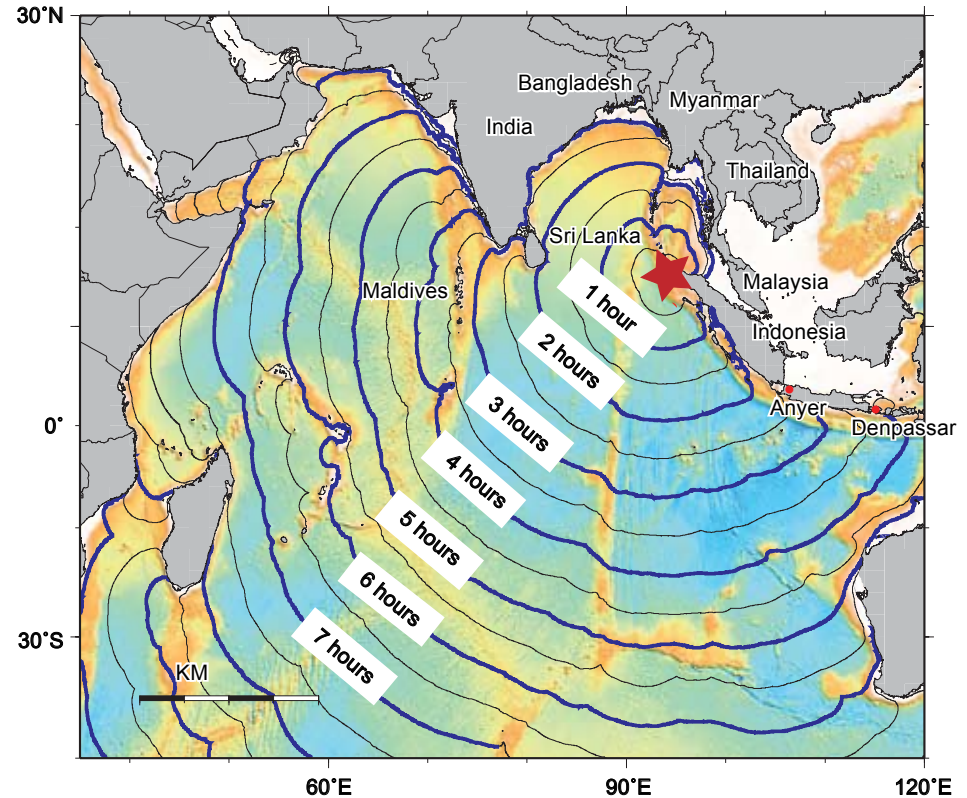 30°N
Bangladesh
Myanmar
India
Thailand
Sri Lanka
Maldives
Malaysia
1 hour
Indonesia
2 hours
Anyer
3 hours
0°
Denpassar
4 hours
5 hours
6 hours
30°S
7 hours
KM
60°E
90°E
120°E